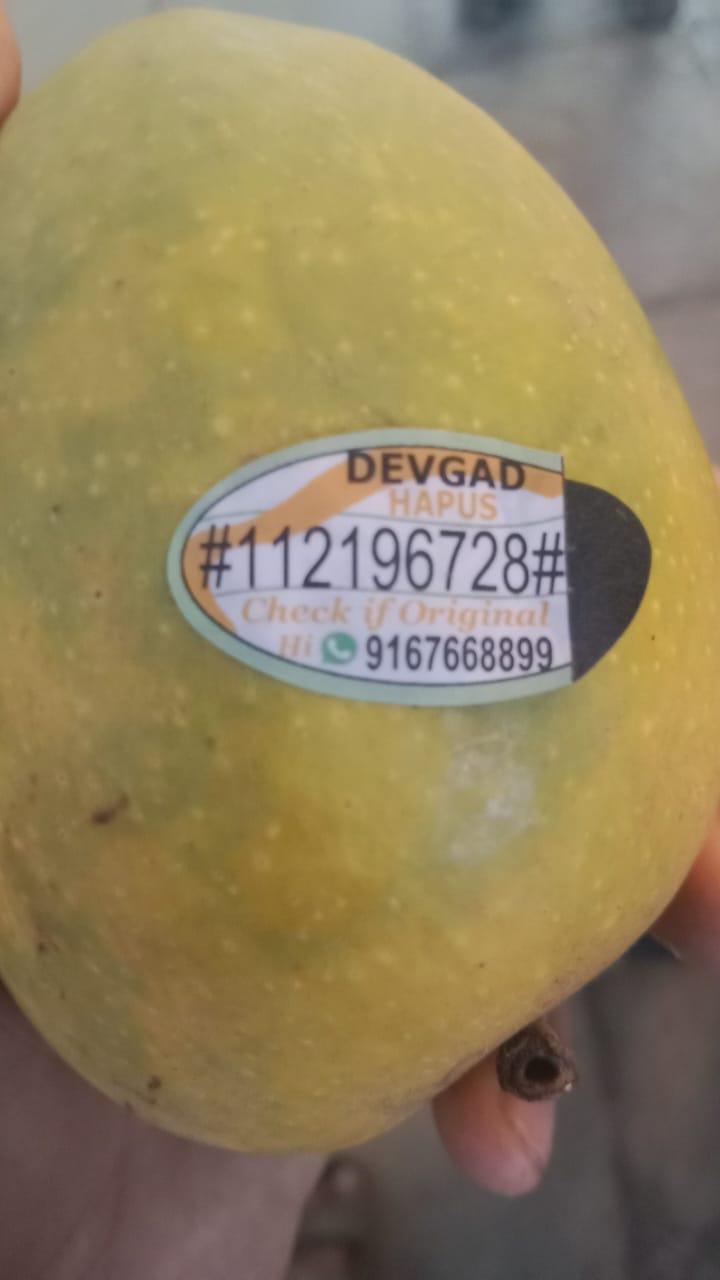 DEVGAD
HAPUS
#112196728#
Check if Original
Hi 9167668899